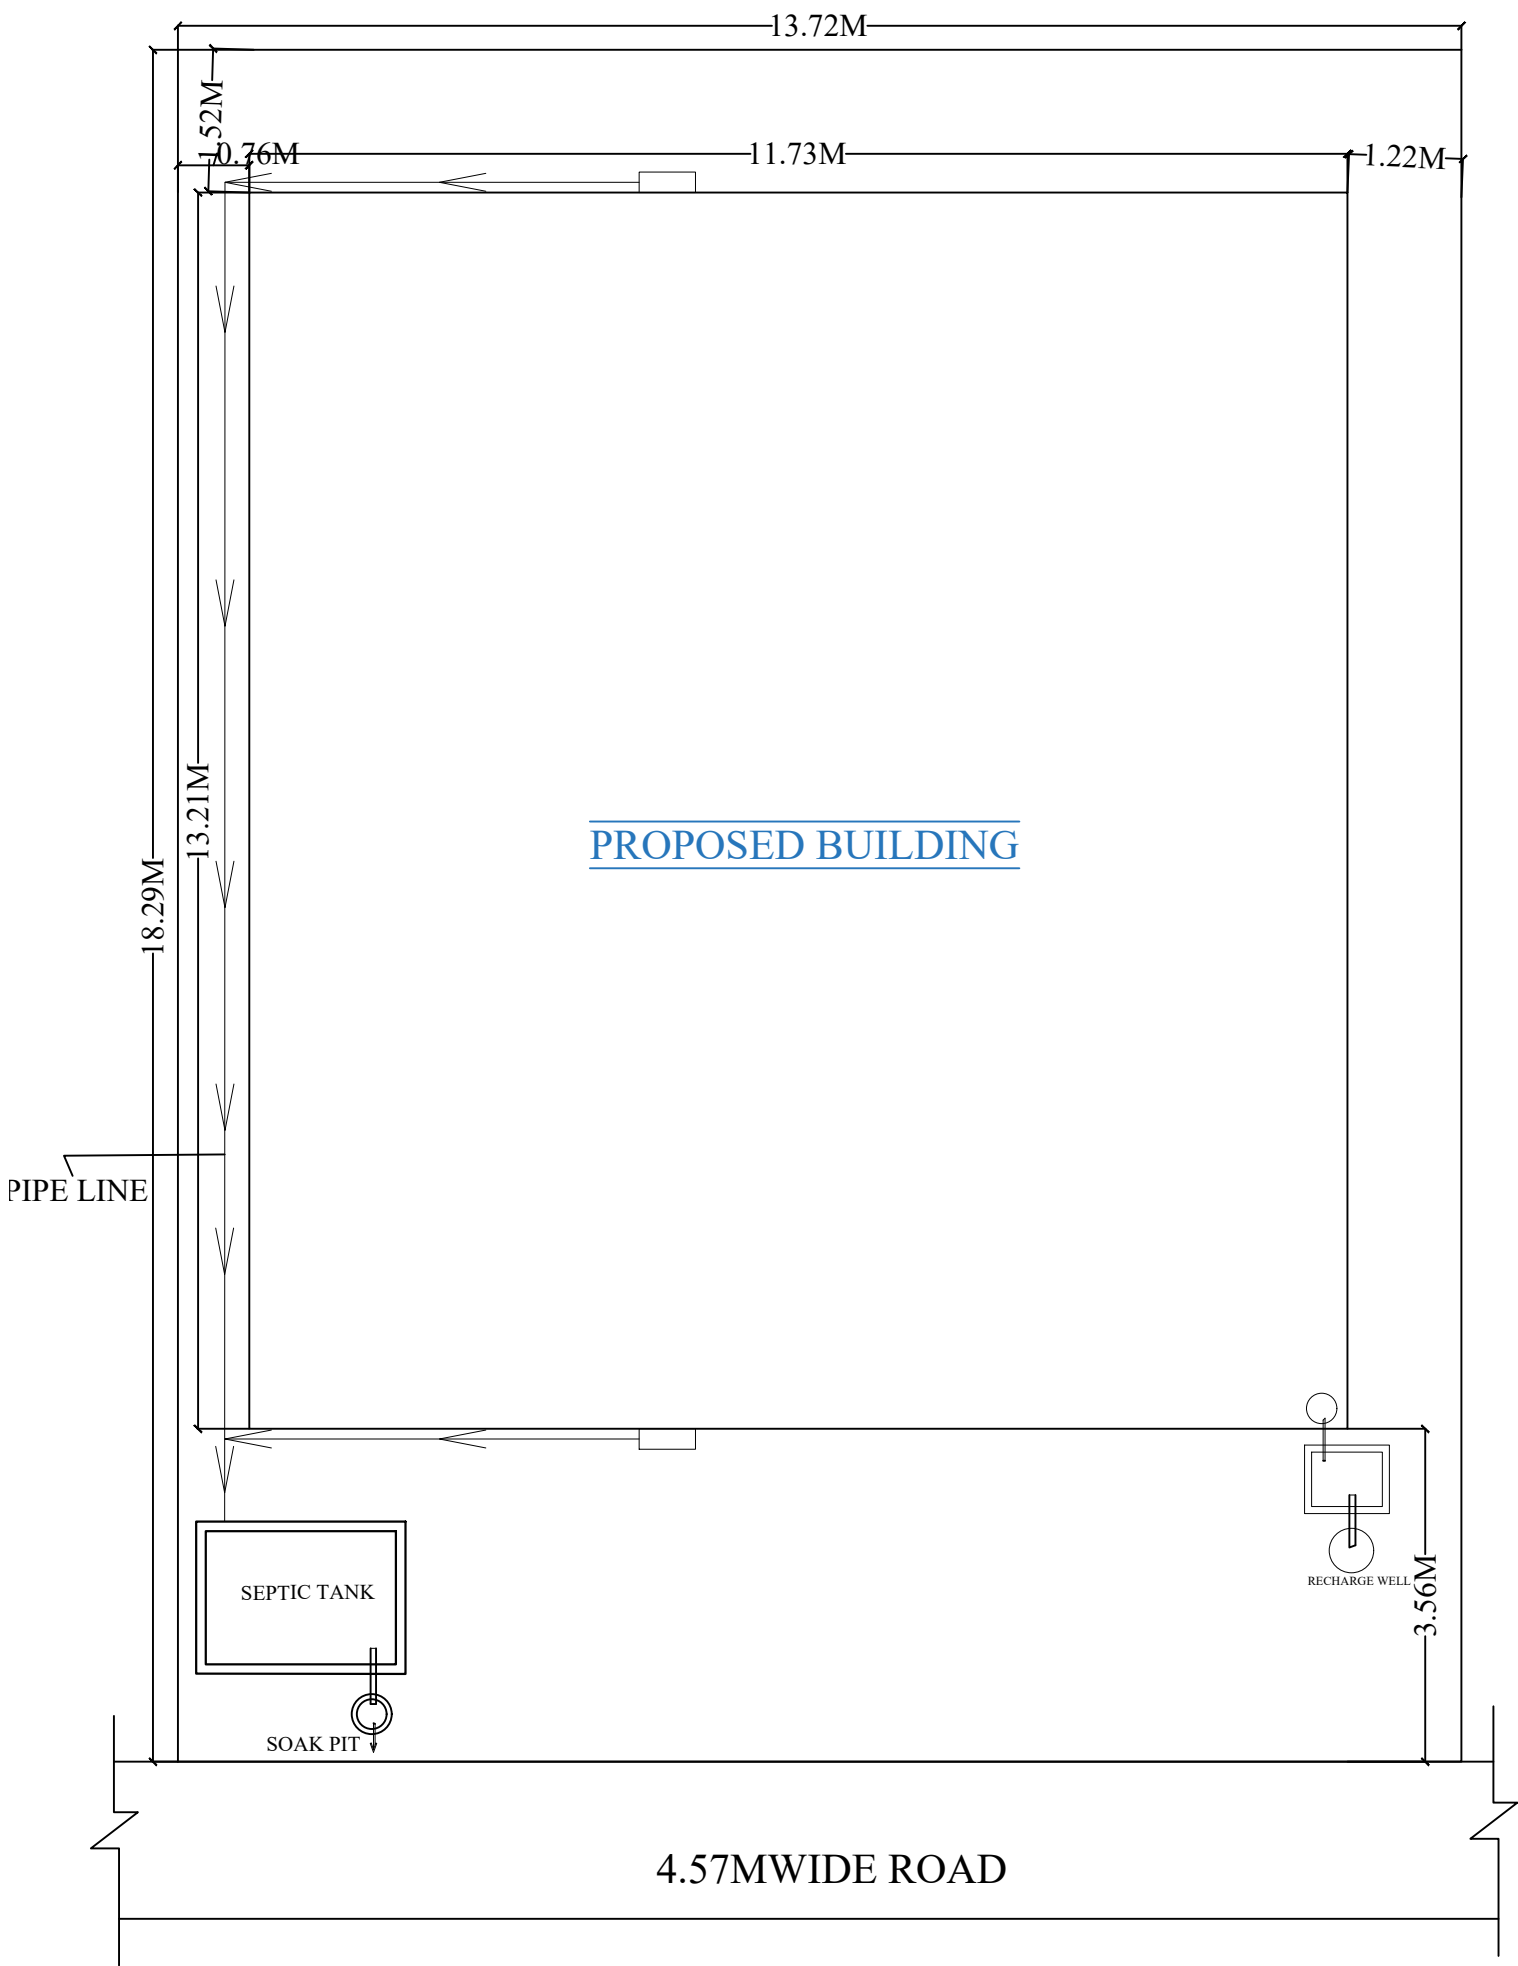 13.72M
1.52M
0.76M
11.73M
1.22M
13.21M
PROPOSED BUILDING
18.29M
PIPE LINE
SEPTIC TANK
RECHARGE WELL
3.56M
SOAK PIT
4.57MWIDE ROAD